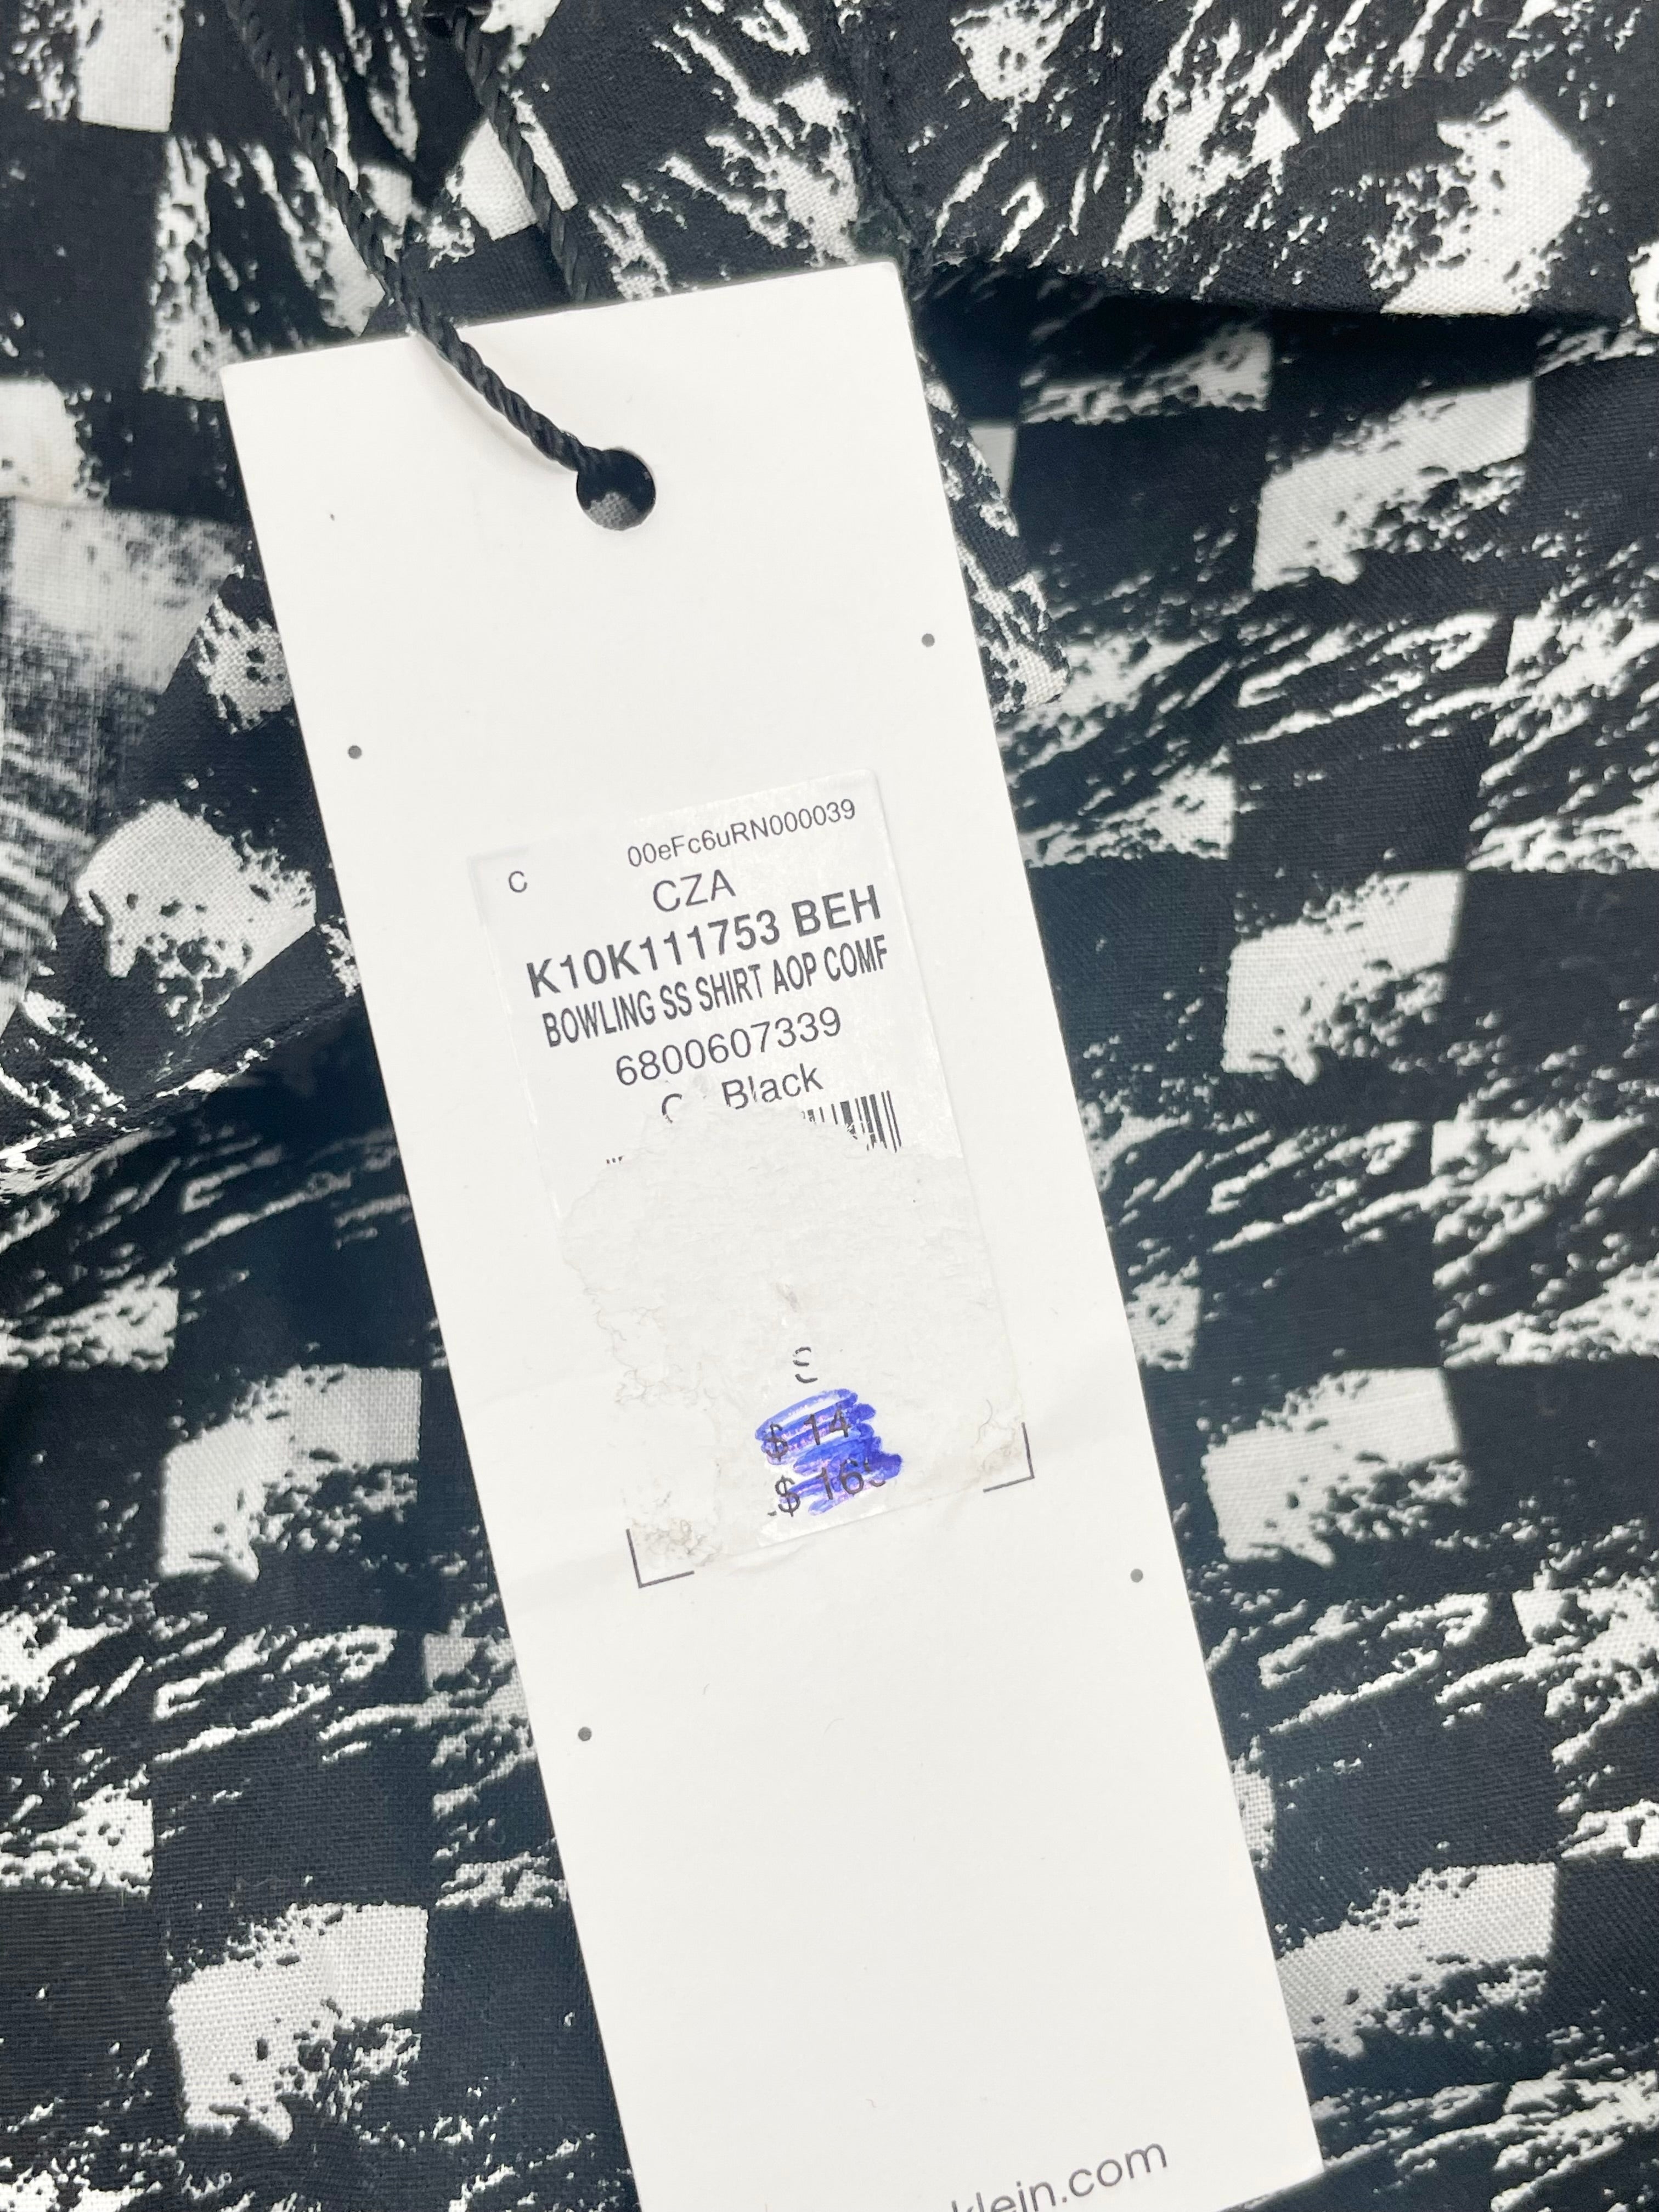 00eFc6uRN000039
C
CZA
K10K111753 BEH
BOWLING SS SHIRT AOP COMF
6800607339
Black
$ 14
$ 16
klein.com